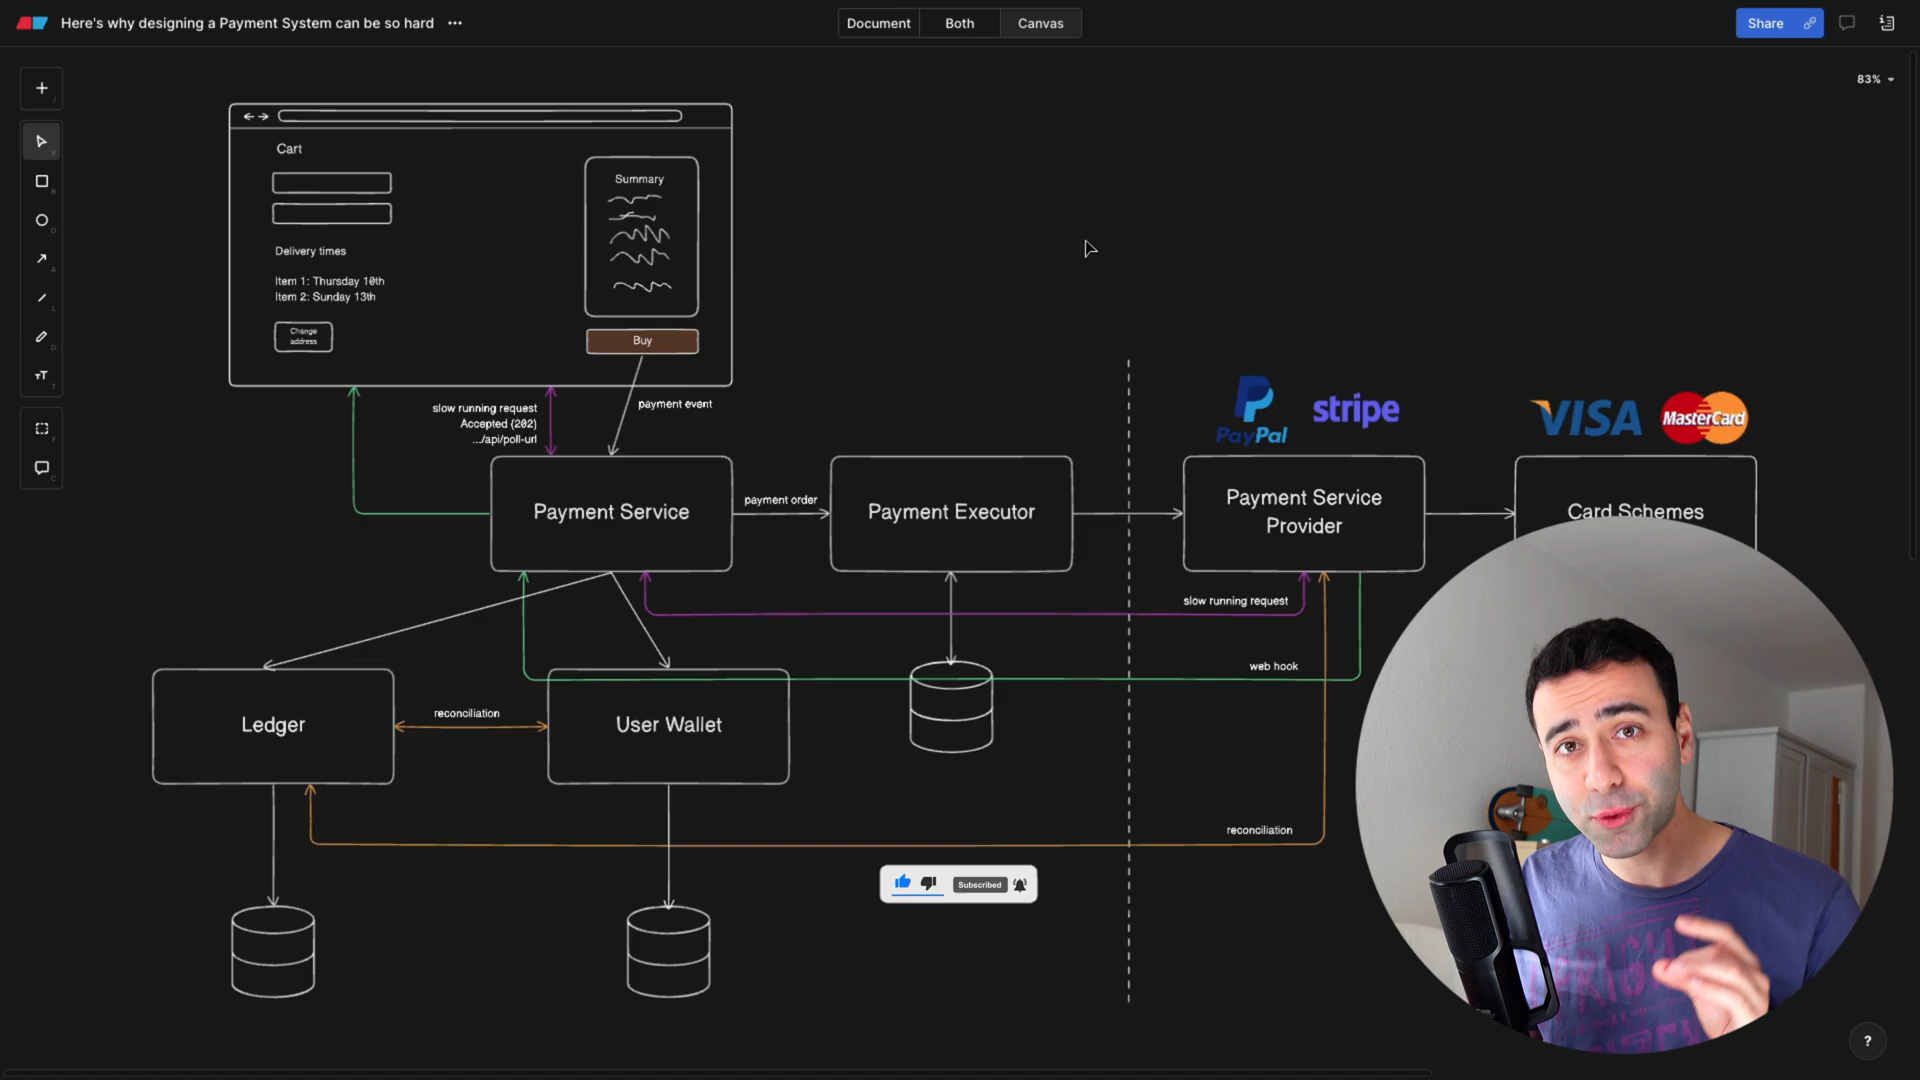 Here's why designing a Payment System can be so hard
Document
Both
Canvas
Share
83%
Cart
Summary
Delivery times
Item 1: Thursday 10th
Item 2: Sunday 13th
Change
address
Buy
slow running request
Accepted (202)
.../api/poll-url
payment event
PayPal
stripe
VISA
MasterCard
Payment Service
payment order
Payment Executor
Payment Service
Provider
Card Schemes
slow running request
web hook
Ledger
reconciliation
User Wallet
reconciliation
Subscribed
?